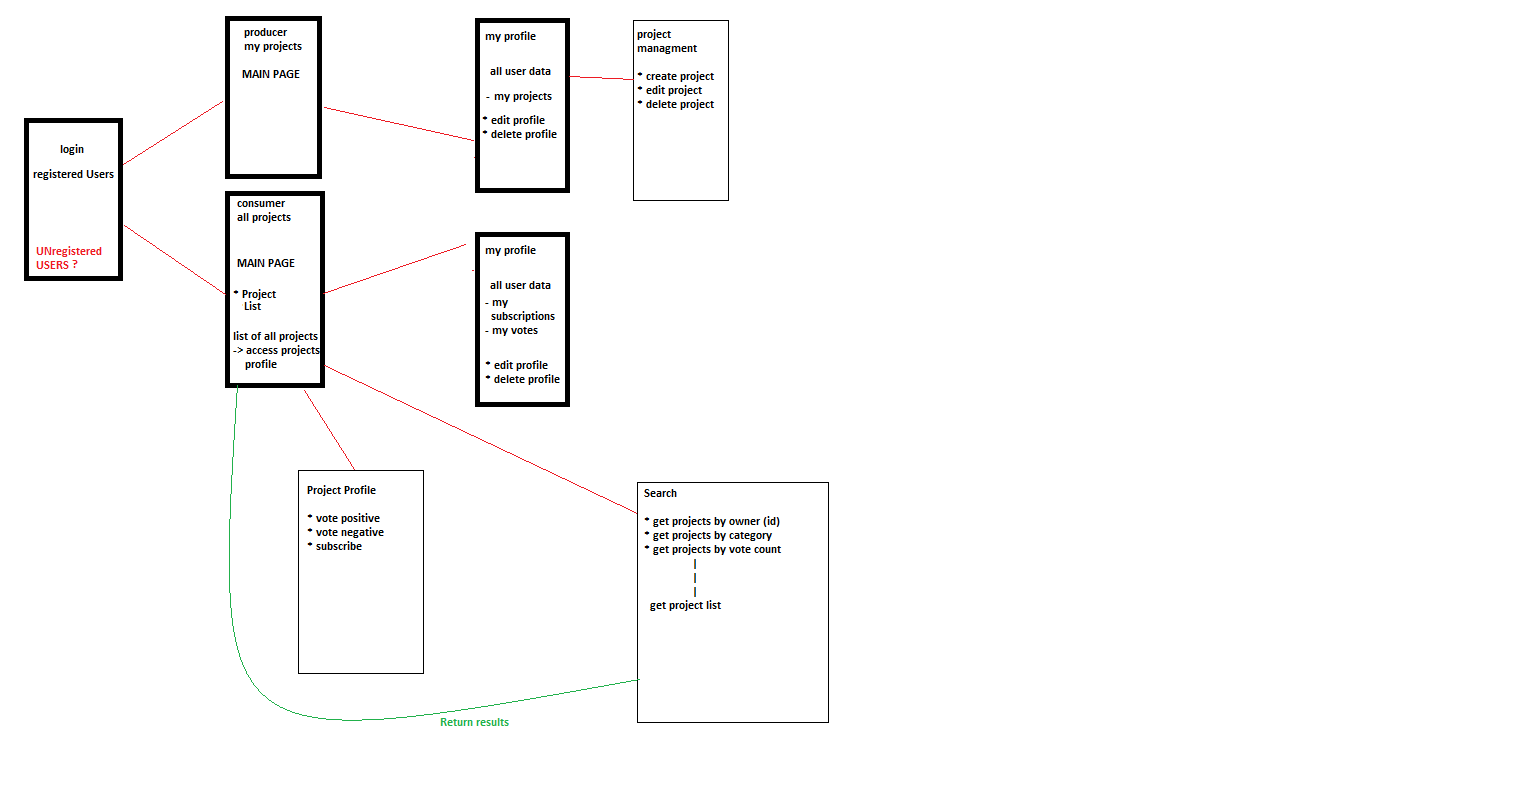 login
registered Users
UNregistered
USERS ?
producer
my projects
MAIN PAGE
my profile
all user data
- my projects
* edit profile
* delete profile
project
managment
* create project
* edit project
* delete project
consumer
all projects
MAIN PAGE
* Project
List
list of all projects
-> access projects
profile
my profile
all user data
- my
subscriptions
- my votes
* edit profile
* delete profile
Project Profile
* vote positive
* vote negative
* subscribe
Search
* get projects by owner (id)
* get projects by category
* get projects by vote count
get project list
Return results